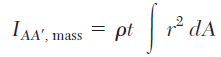 I_{AA', mass} = ρt ∫ r² dA